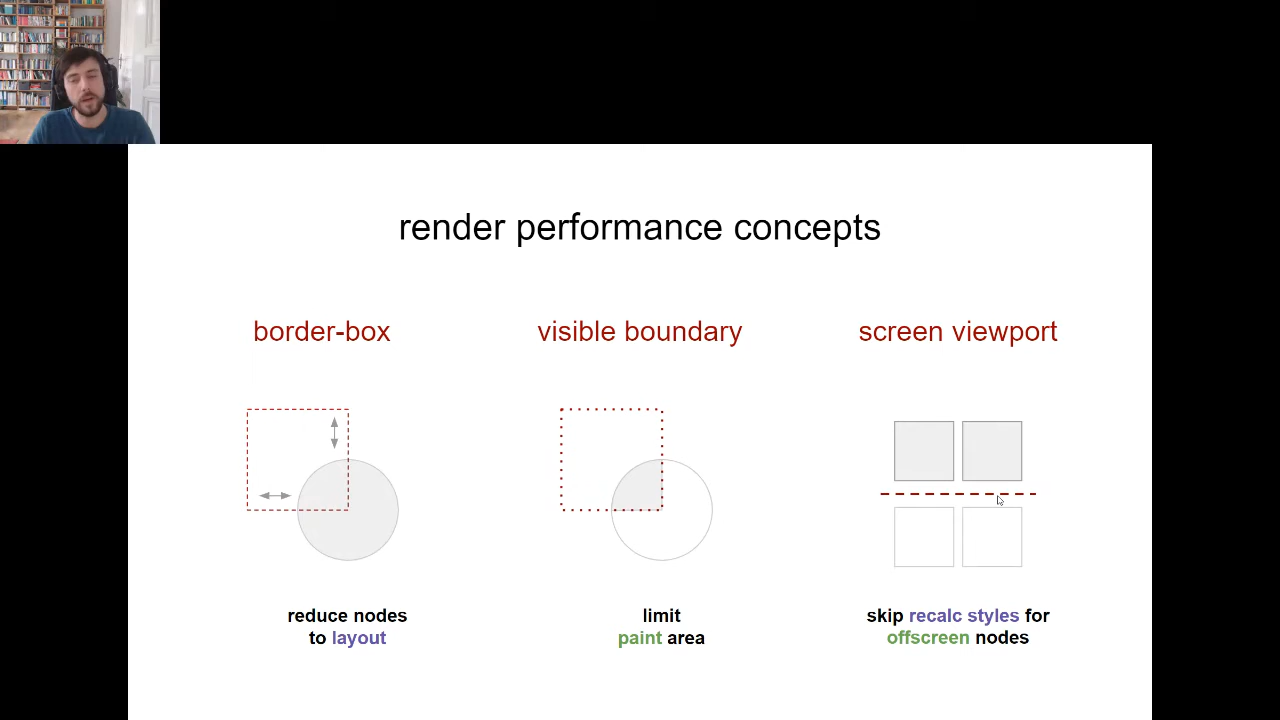 render performance concepts
border-box
visible boundary
screen viewport
reduce nodes
to layout
limit
paint area
skip recalc styles for
offscreen nodes